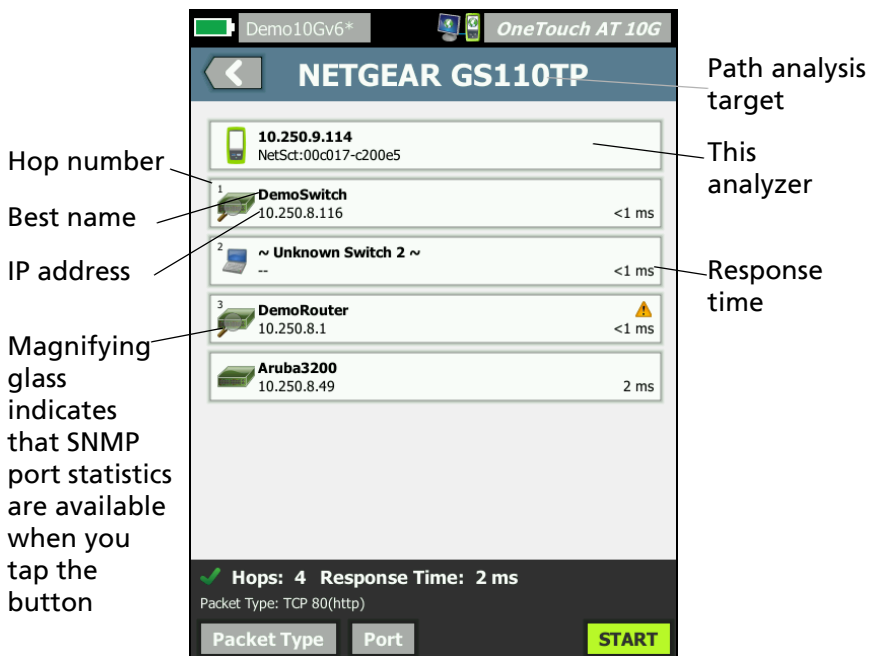 Demo10Gv6*
OneTouch AT 10G
NETGEAR GS110TP
Path analysis
target
10.250.9.114
NetSct:00c017-c200e5
This
analyzer
Hop number
1
DemoSwitch
10.250.8.116
<1 ms
Best name
IP address
2
~ Unknown Switch 2 ~
--
<1 ms
Response
time
3
DemoRouter
10.250.8.1
<1 ms
Magnifying
glass
indicates
that SNMP
port statistics
are available
when you
tap the
button
Aruba3200
10.250.8.49
2 ms
Hops: 4 Response Time: 2 ms
Packet Type: TCP 80(http)
Packet Type
Port
START